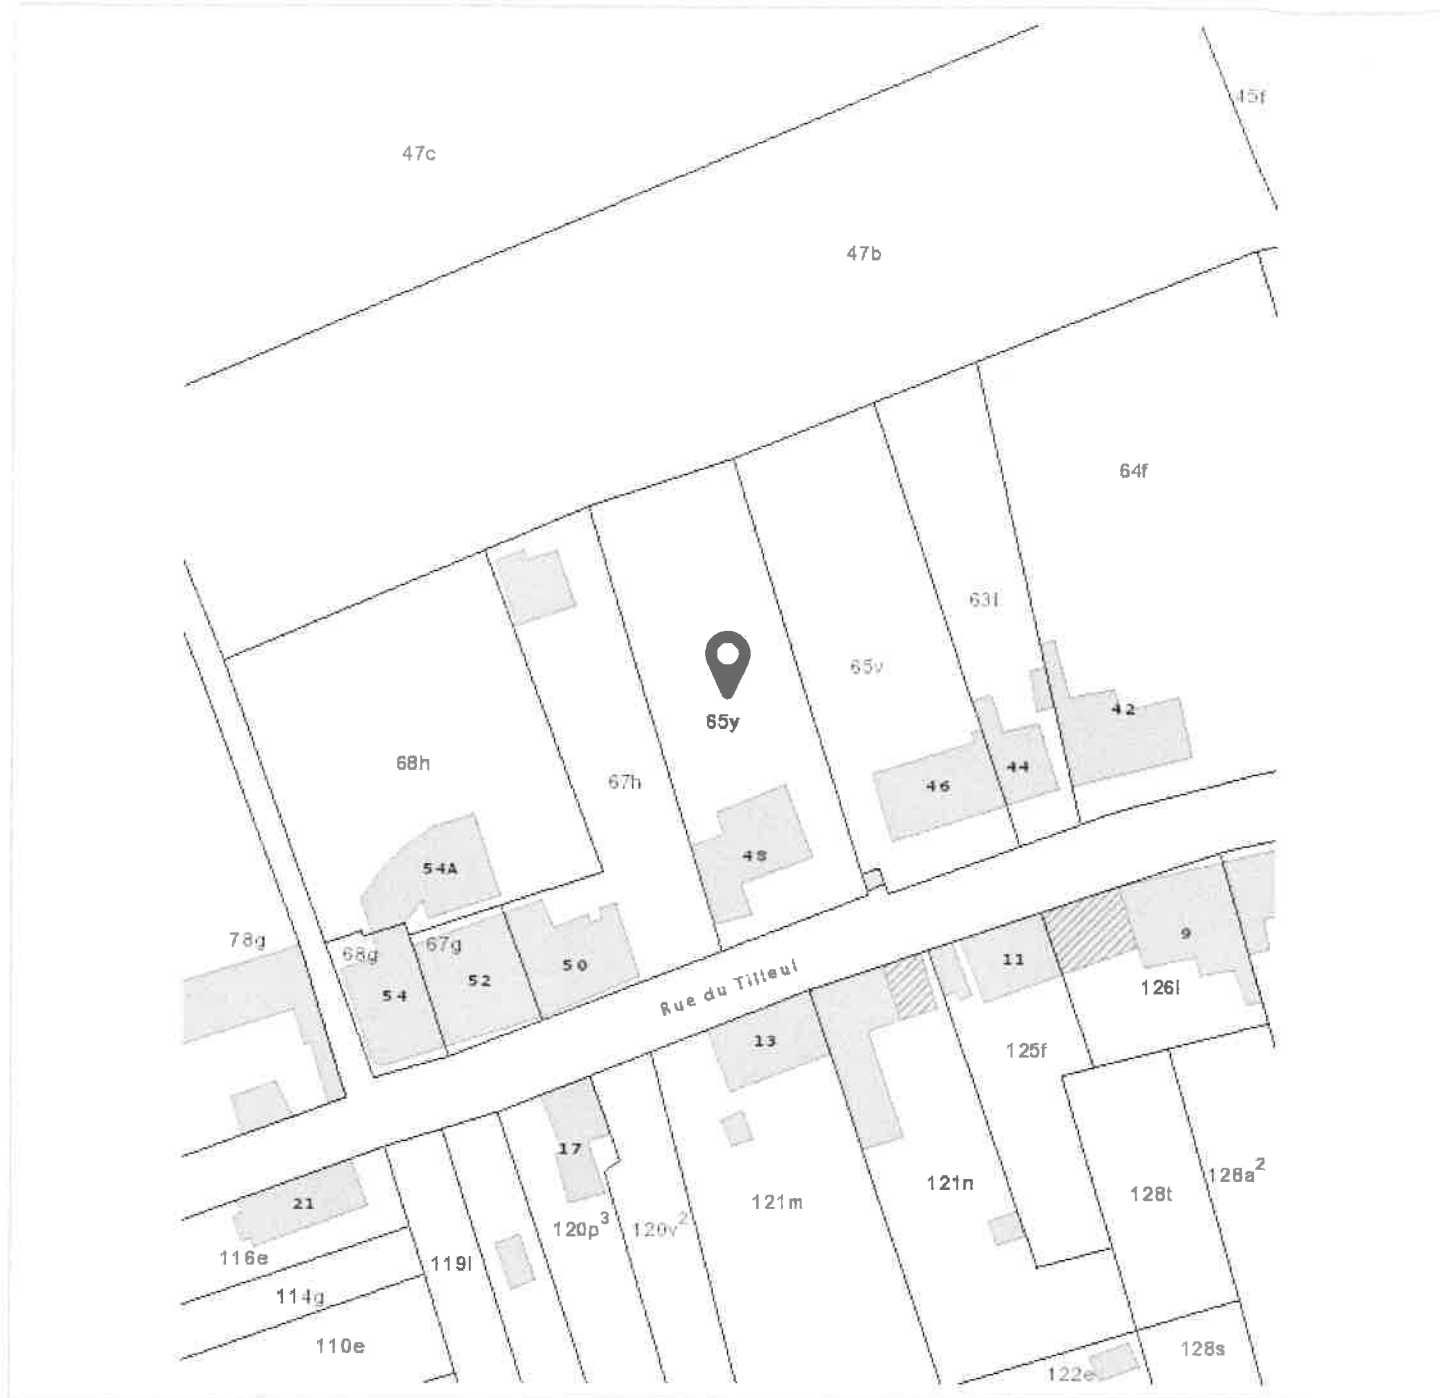 45f
47c
47b
64f
63l
65v
42
65y
68h
67h
44
46
48
54A
78g
68g
67g
54
52
50
Rue du Tilleul
9
11
126l
13
125f
17
21
116e
114g
110e
119l
120p³
120v²
121m
121n
128t
128a²
128s
122e